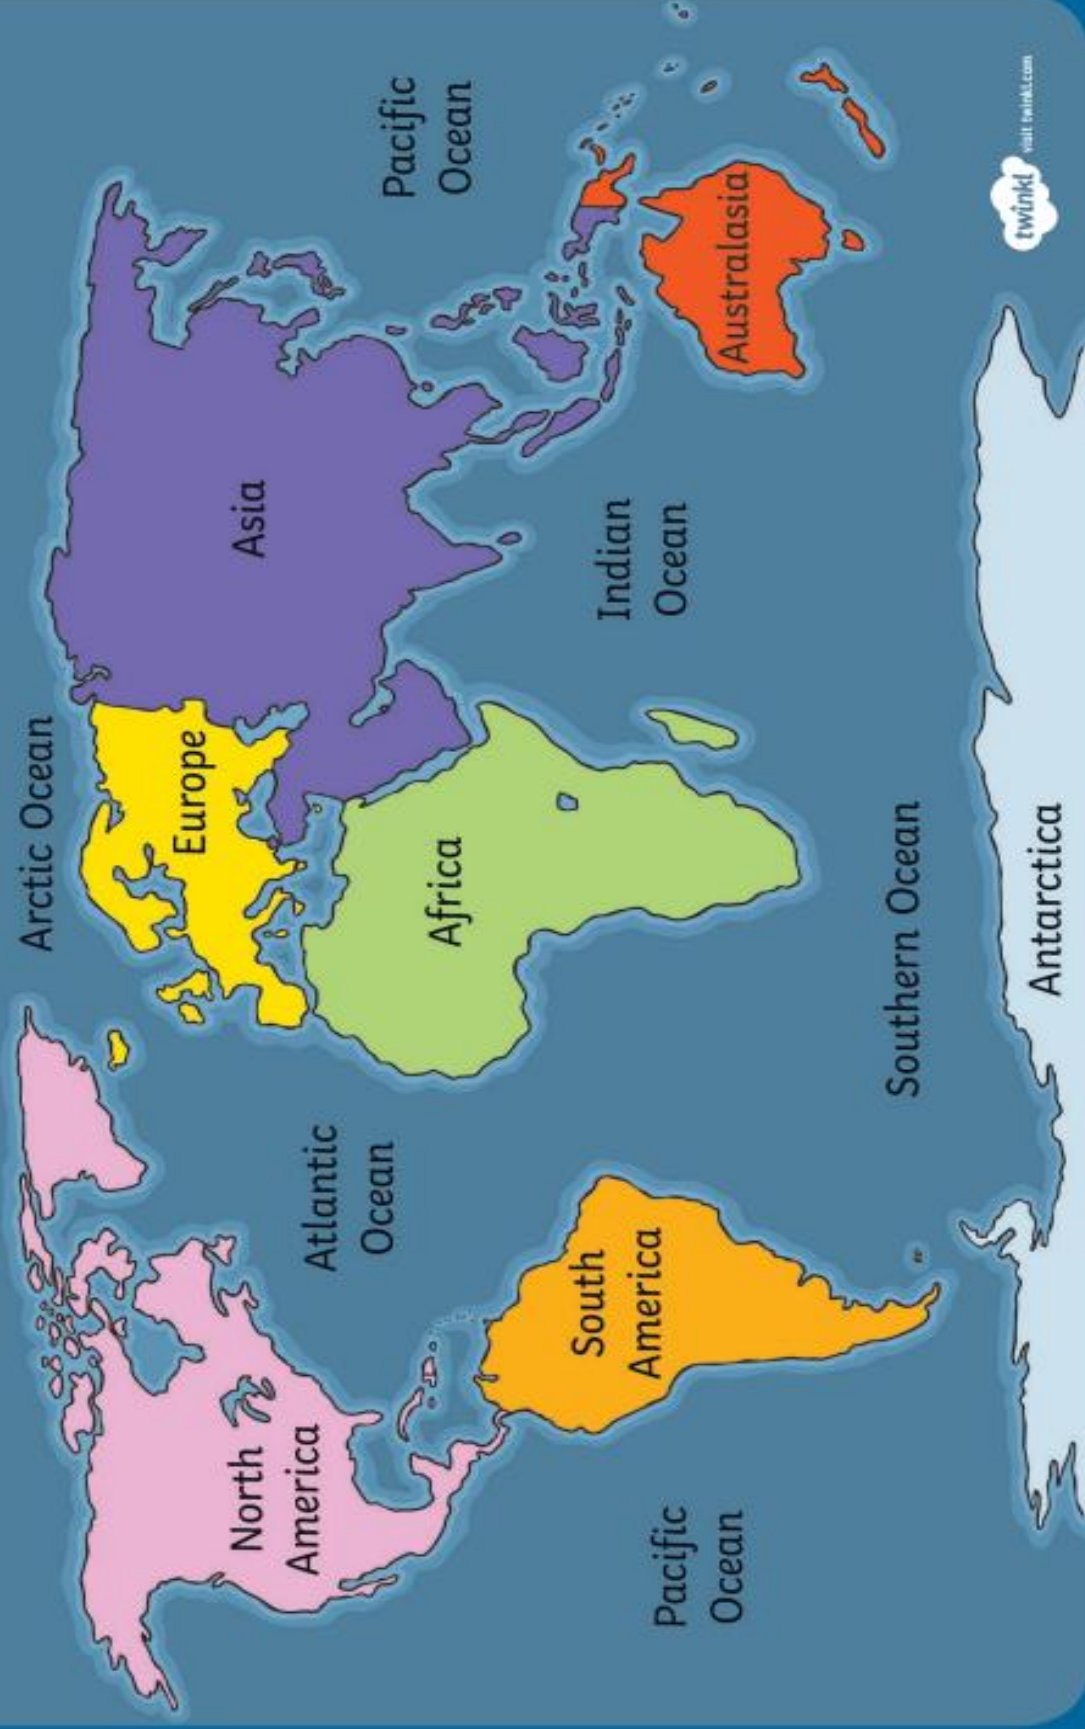 Arctic Ocean
North
America
Europe
Asia
Pacific
Ocean
Atlantic
Ocean
Africa
Indian
Ocean
Pacific
Ocean
South
America
Australasia
Southern Ocean
Antarctica
twinkl
visit twinkl.com